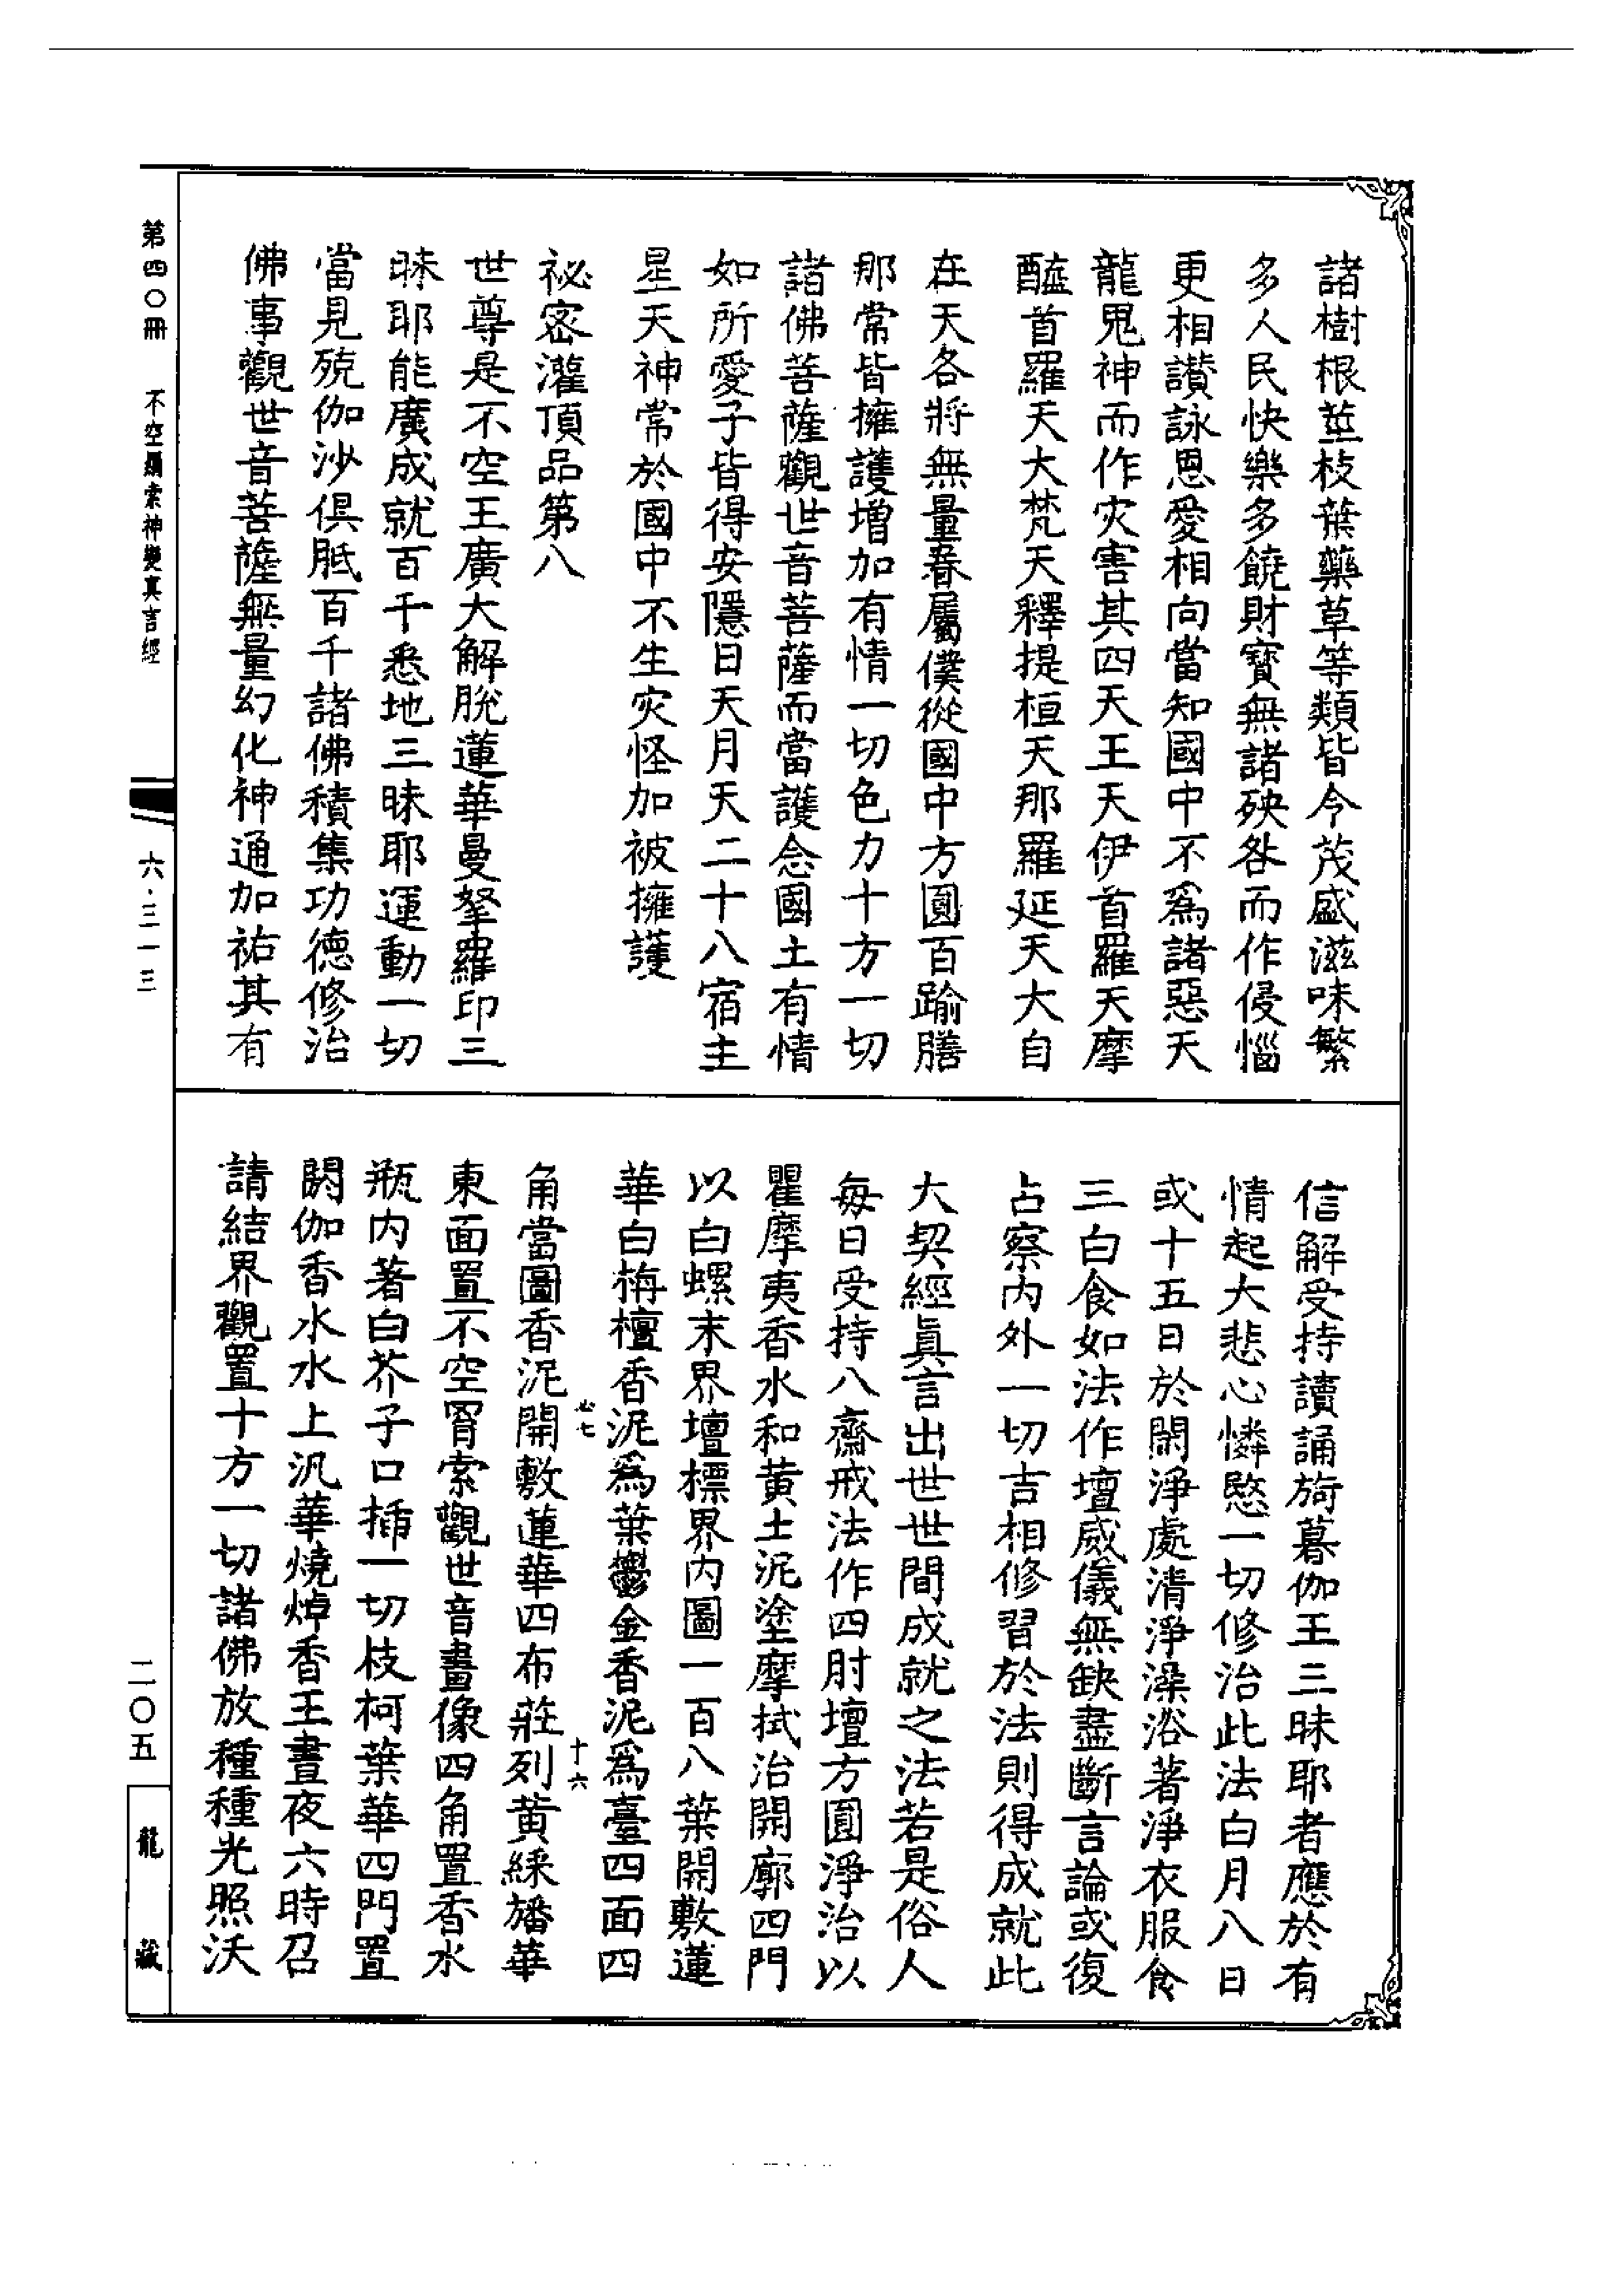 諸樹根莖枝葉藥草等類皆令茂盛滋味繁
多人民快樂多饒財寶無諸殃咎而作侵惱
更相讚詠恩愛相向當知國中不爲諸惡天
龍鬼神而作灾害其四天王天伊首羅天摩
醯首羅天大梵天釋提桓天那羅延天大自
在天各將無量眷屬僕從國中方圓百踰膳
那常皆擁護增加有情一切色力十方一切
諸佛菩薩觀世音菩薩而當護念國土有情
如所愛子皆得安隱日天月天二十八宿主
星天神常於國中不生灾怪加被擁護
祕密灌頂品第八
世尊是不空王廣大解脫蓮華曼拏羅印三
昧耶能廣成就百千悉地三昧耶運動一切
當見殑伽沙俱胝百千諸佛積集功德修治
佛事觀世音菩薩無量幻化神通加祐其有
信解受持讀誦旖暮伽王三昧耶者應於有
情起大悲心憐愍一切修治此法白月八日
或十五日於閑淨處清淨澡浴著淨衣服食
三白食如法作壇威儀無缺盡斷言論或復
占察内外一切吉相修習於法則得成就此
大契經眞言出世世間成就之法若是俗人
每日受持八齋戒法作四肘壇方圓淨治以
瞿摩夷香水和黃土泥塗摩拭治開廓四門
以白螺末界壇標界内圖一百八葉開敷蓮
華白栴檀香泥爲葉鬱金香泥爲臺四面四
角當圖香泥開敷蓮華四布莊列黃綵旛華
東面置不空罥索觀世音畫像四角置香水
瓶内著白芥子口插一切枝柯葉華四門置
閼伽香水水上汎華燒焯香王晝夜六時召
請結界觀置十方一切諸佛放種種光照沃
必七
十六
第四〇冊
不空羂索神變真言經
六·三一三
二〇五
龍藏